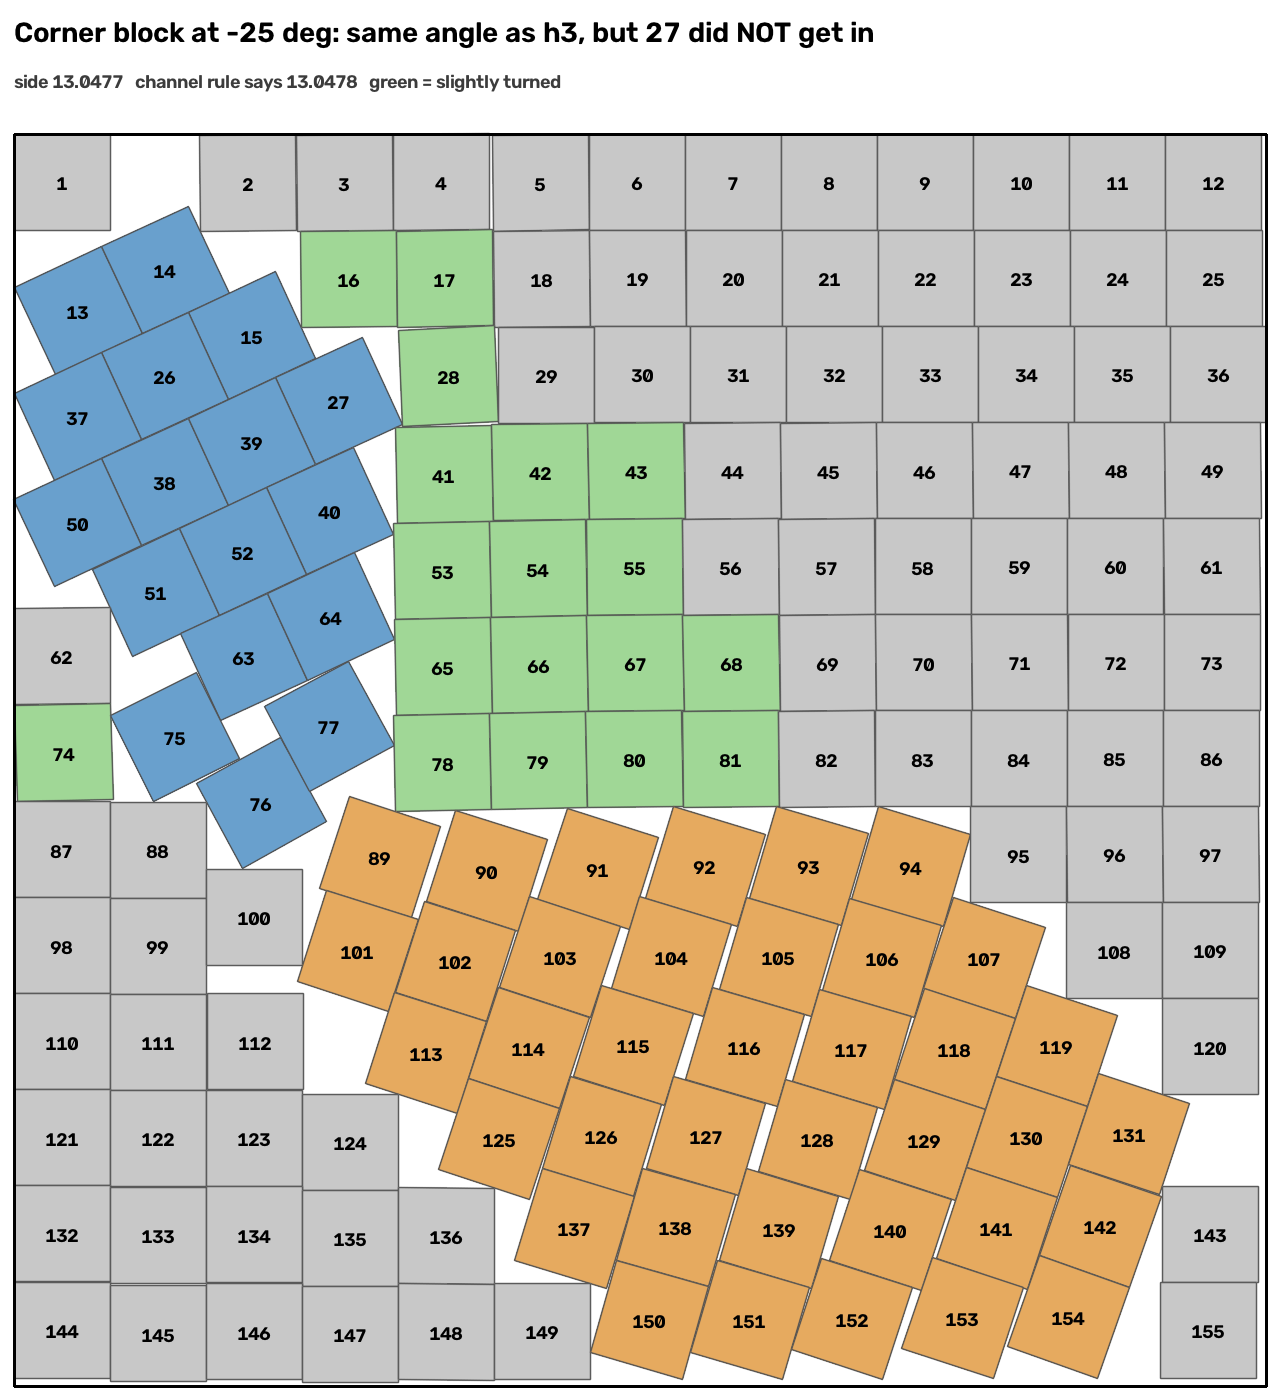 Corner block at -25 deg: same angle as h3, but 27 did NOT get in
side 13.0477 channel rule says 13.0478 green = slightly turned
1 2 3 4 5 6 7 8 9 10 11 12
13 14 15 16 17 18 19 20 21 22 23 24 25
26 27 28 29 30 31 32 33 34 35 36
37 38 39 40 41 42 43 44 45 46 47 48 49
50 51 52 53 54 55 56 57 58 59 60 61
62 63 64 65 66 67 68 69 70 71 72 73
74 75 76 77 78 79 80 81 82 83 84 85 86
87 88 89 90 91 92 93 94 95 96 97
98 99 100 101 102 103 104 105 106 107 108 109
110 111 112 113 114 115 116 117 118 119 120
121 122 123 124 125 126 127 128 129 130 131
132 133 134 135 136 137 138 139 140 141 142 143
144 145 146 147 148 149 150 151 152 153 154 155